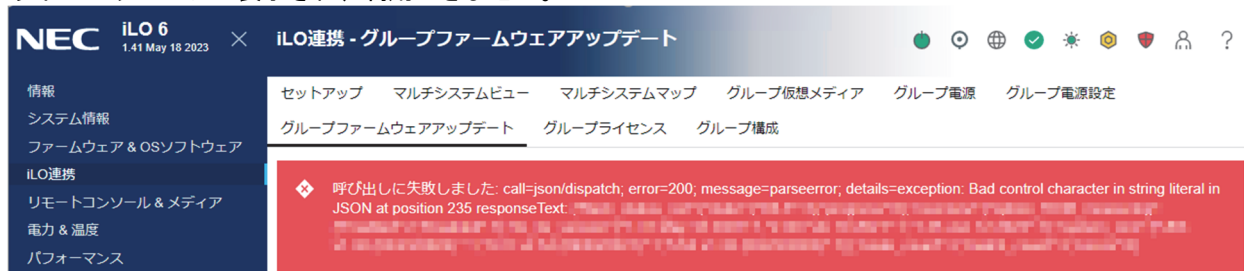 NEC
iLO 6
1.41 May 18 2023
iLO連携 - グループファームウェアアップデート
?
情報
システム情報
ファームウェア & OSソフトウェア
iLO連携
リモートコンソール & メディア
電力 & 温度
パフォーマンス
セットアップ マルチシステムビュー マルチシステムマップ グループ仮想メディア グループ電源 グループ電源設定
グループファームウェアアップデート グループライセンス グループ構成
呼び出しに失敗しました: call=json/dispatch; error=200; message=parseerror; details=exception: Bad control character in string literal in
JSON at position 235 responseText: